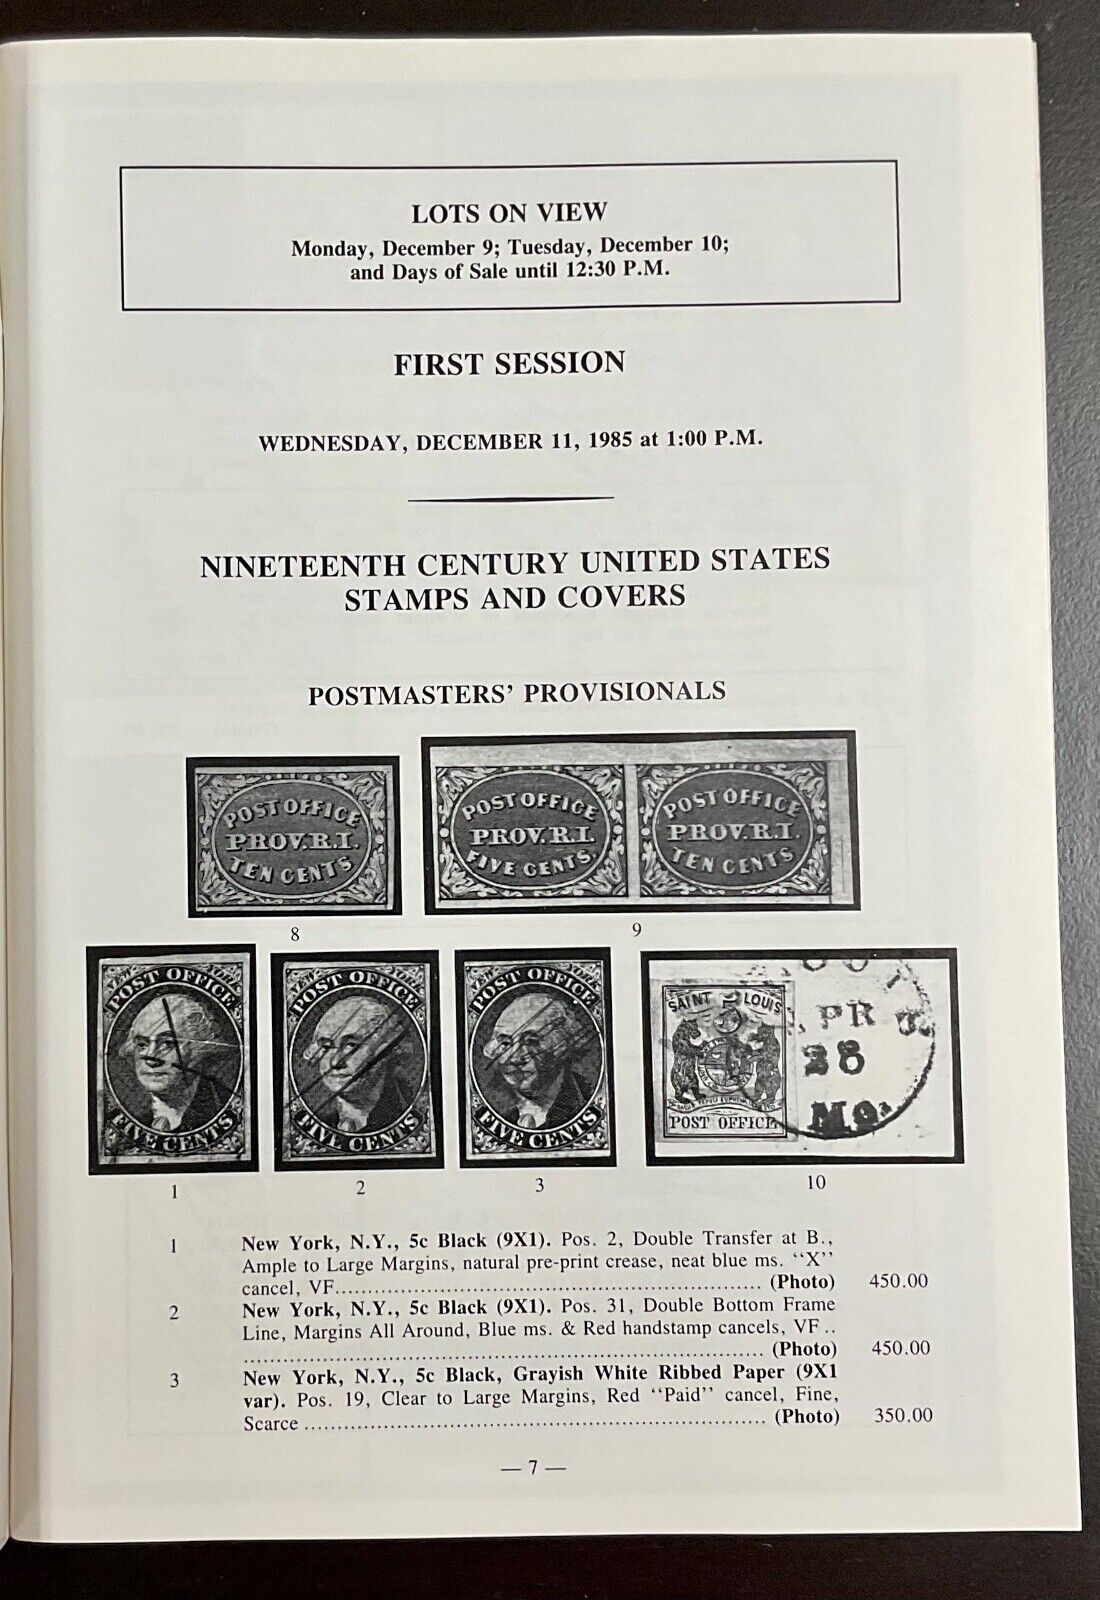 LOTS ON VIEW
Monday, December 9; Tuesday, December 10;
and Days of Sale until 12:30 P.M.
FIRST SESSION
WEDNESDAY, DECEMBER 11, 1985 at 1:00 P.M.
NINETEENTH CENTURY UNITED STATES
STAMPS AND COVERS
POSTMASTERS' PROVISIONALS
POST OFFICE
PROV. R.I.
TEN CENTS
POST OFFICE
PROV. R.I.
FIVE CENTS.
POST OFFICE
PROV. R.I.
TEN CENTS
8
9
POST OFFICE
FIVE CENTS
POST OFFICE
FIVE CENTS
POST OFFICE
FIVE CENTS
SAINT LOUIS
5
POST OFFICE
APR
28
Mo.
1
2
3
10
1 New York, N.Y., 5c Black (9X1). Pos. 2, Double Transfer at B.,
Ample to Large Margins, natural pre-print crease, neat blue ms. "X"
cancel, VF (Photo) 450.00
2 New York, N.Y., 5c Black (9X1). Pos. 31, Double Bottom Frame
Line, Margins All Around, Blue ms. & Red handstamp cancels, VF ..
(Photo) 450.00
3 New York, N.Y., 5c Black, Grayish White Ribbed Paper (9X1
var). Pos. 19, Clear to Large Margins, Red "Paid" cancel, Fine,
Scarce (Photo) 350.00
— 7 —